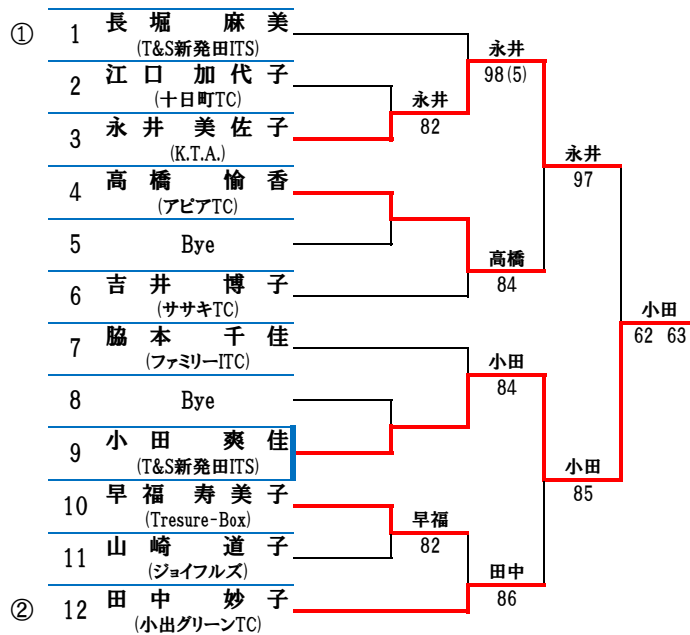 ① 1 長堀 麻美
(T&S新発田ITS)
2 江口 加代子
(十日町TC)
3 永井 美佐子
(K.T.A.)
4 高橋 愉香
(アピアTC)
5 Bye
6 吉井 博子
(ササキTC)
7 脇本 千佳
(ファミリーITC)
8 Bye
9 小田 爽佳
(T&S新発田ITS)
10 早福 寿美子
(Tresure-Box)
11 山崎 道子
(ジョイフルズ)
② 12 田中 妙子
(小出グリーンTC)
永井
82
早福
82
永井
98(5)
高橋
84
小田
84
田中
86
永井
97
小田
85
小田
62 63